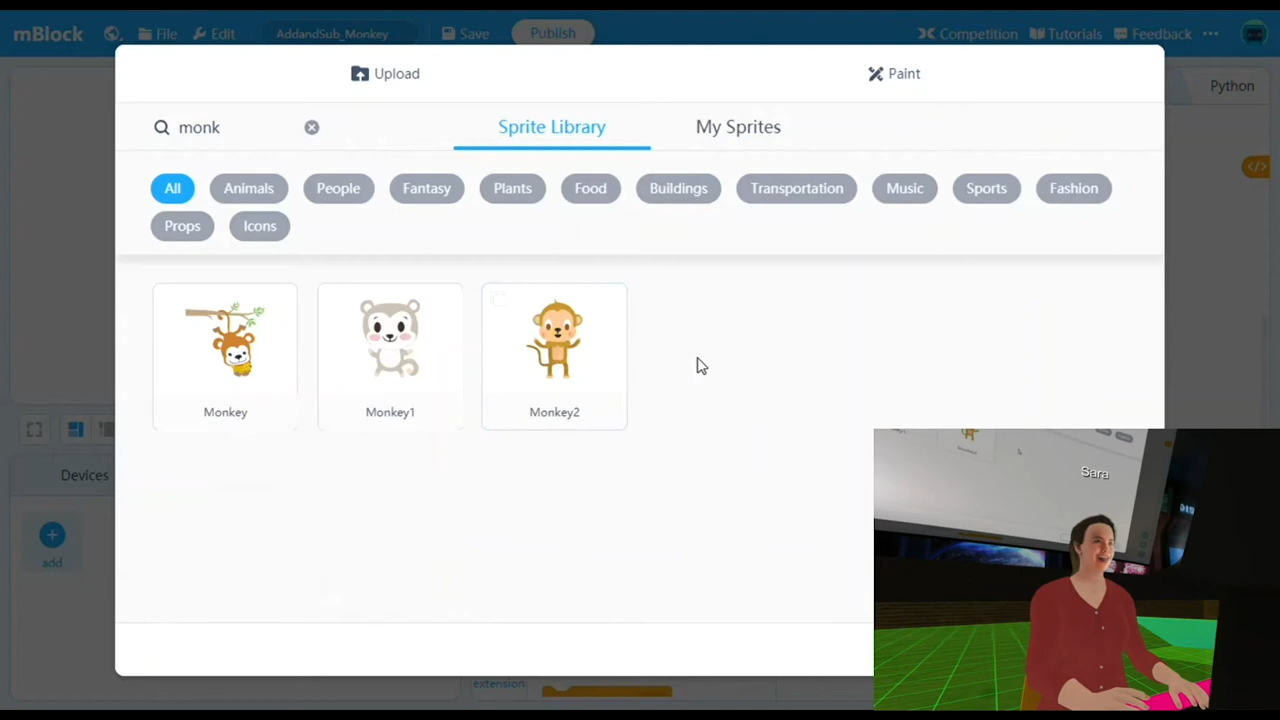 mBlock File Edit AddandSub_Monkey Save Publish Competition Tutorials Feedback
Upload Paint
Python
monk Sprite Library My Sprites
All Animals People Fantasy Plants Food Buildings Transportation Music Sports Fashion
Props Icons
Monkey Monkey1 Monkey2
Devices
Sara
add
extension